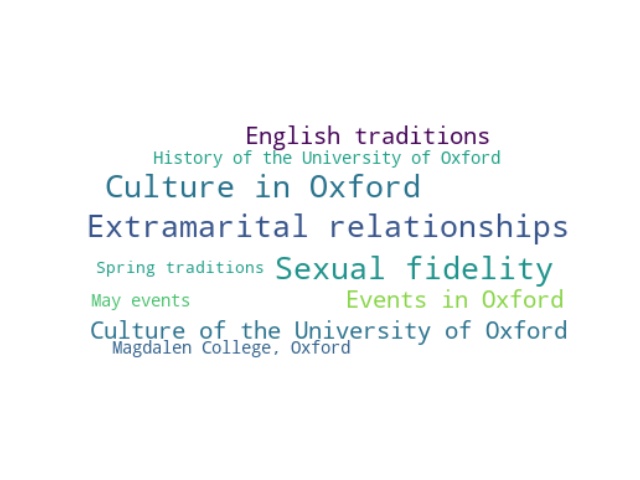 English traditions
History of the University of Oxford
Culture in Oxford
Extramarital relationships
Spring traditions Sexual fidelity
May events Events in Oxford
Culture of the University of Oxford
Magdalen College, Oxford